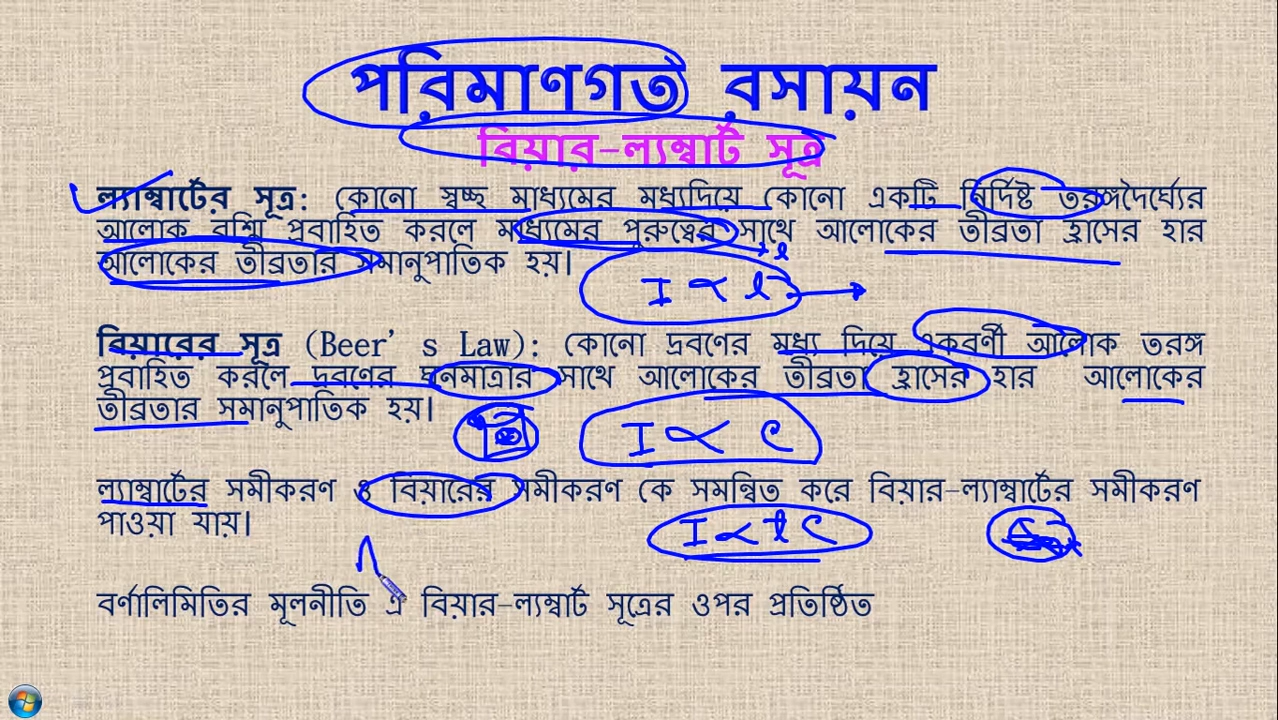 পরিমাণগত রসায়ন
বিয়ার-ল্যম্বার্ট সূত্র
ল্যাম্বার্টের সূত্র: কোনো স্বচ্ছ মাধ্যমের মধ্যদিয়ে কোনো একটি নির্দিষ্ট তরঙ্গদৈর্ঘ্যের
আলোক রশ্মি প্রবাহিত করলে মাধ্যমের পুরুত্বের সাথে আলোকের তীব্রতা হ্রাসের হার
আলোকের তীব্রতার সমানুপাতিক হয়।
I ∝ l
বিয়ারের সূত্র (Beer's Law): কোনো দ্রবণের মধ্য দিয়ে একবর্ণী আলোক তরঙ্গ
প্রবাহিত করলে দ্রবণের ঘনমাত্রার সাথে আলোকের তীব্রতা হ্রাসের হার আলোকের
তীব্রতার সমানুপাতিক হয়।
I ∝ C
ল্যাম্বার্টের সমীকরণ ও বিয়ারের সমীকরণ কে সমন্বিত করে বিয়ার-ল্যাম্বার্টের সমীকরণ
পাওয়া যায়।
I ∝ l C
বর্ণালিমিতির মূলনীতি এ বিয়ার-ল্যম্বার্ট সূত্রের ওপর প্রতিষ্ঠিত